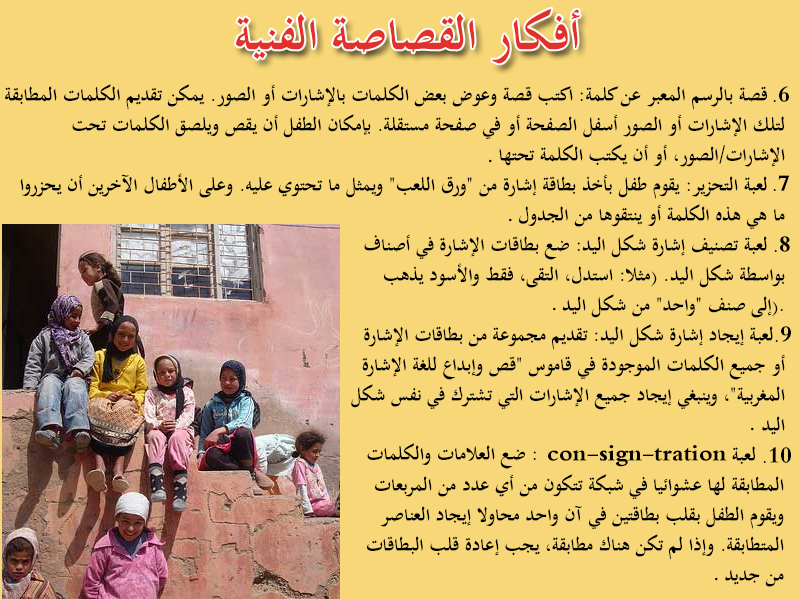 أفكار القصاصة الفنية
6. قصة بالرسم المعبر عن كلمة: اكتب قصة وعوض بعض الكلمات بالإشارات أو الصور. يمكن تقديم الكلمات المطابقة
لتلك الإشارات أو الصور أسفل الصفحة أو في صفحة مستقلة. بإمكان الطفل أن يقص ويلصق الكلمات تحت
الإشارات/الصور، أو أن يكتب الكلمة تحتها .
7. لعبة التحزير: يقوم طفل بأخذ بطاقة إشارة من "ورق اللعب" ويمثل ما تحتوي عليه. وعلى الأطفال الآخرين أن يحزروا
ما هي هذه الكلمة أو ينتقوها من الجدول .
8. لعبة تصنيف إشارة شكل اليد: ضع بطاقات الإشارة في أصناف
بواسطة شكل اليد. (مثلا: استدل، التقى، فقط والأسود يذهب
.(إلى صنف "واحد" من شكل اليد .
9.لعبة إيجاد إشارة شكل اليد: تقديم مجموعة من بطاقات الإشارة
أو جميع الكلمات الموجودة في قاموس "قص وإبداع للغة الإشارة
المغربية"، وينبغي إيجاد جميع الإشارات التي تشترك في نفس شكل
اليد .
10. لعبة con-sign-tration : ضع العلامات والكلمات
المطابقة لها عشوائيا في شبكة تتكون من أي عدد من المربعات
ويقوم الطفل بقلب بطاقتين في آن واحد محاولا إيجاد العناصر
المتطابقة. وإذا لم تكن هناك مطابقة، يجب إعادة قلب البطاقات
من جديد .